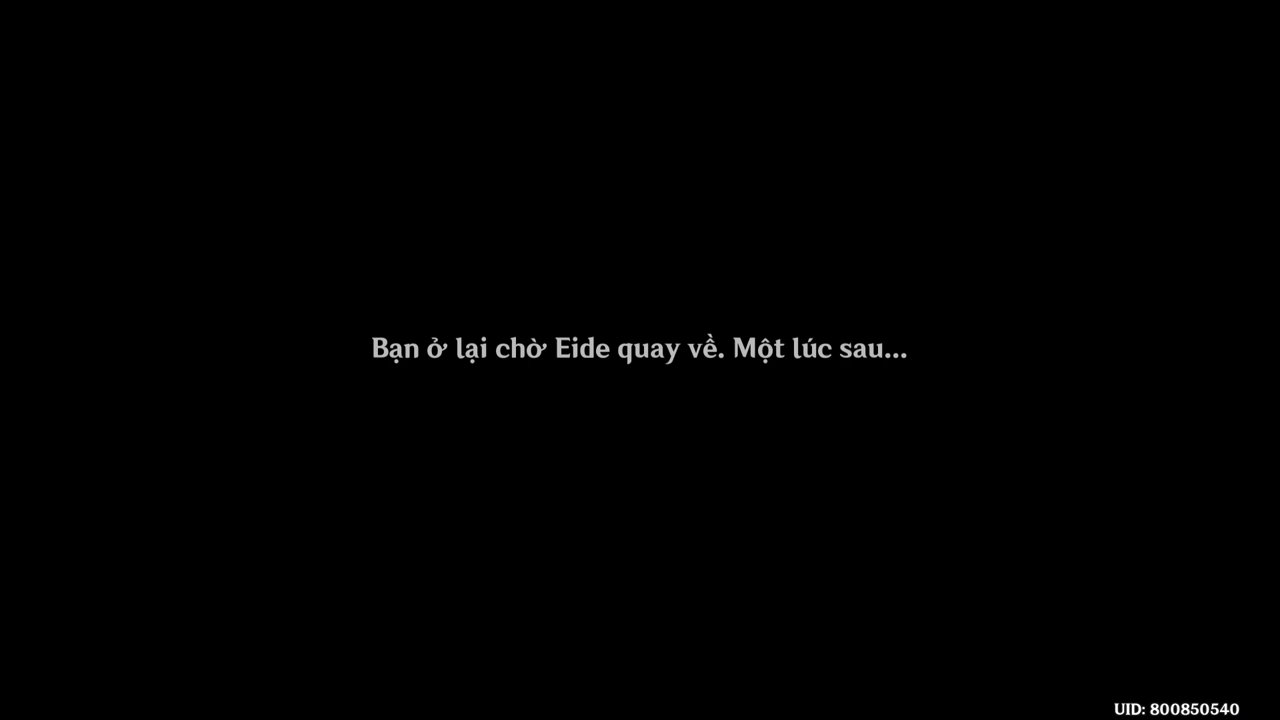 Bạn ở lại chờ Eide quay về. Một lúc sau...
UID: 800850540